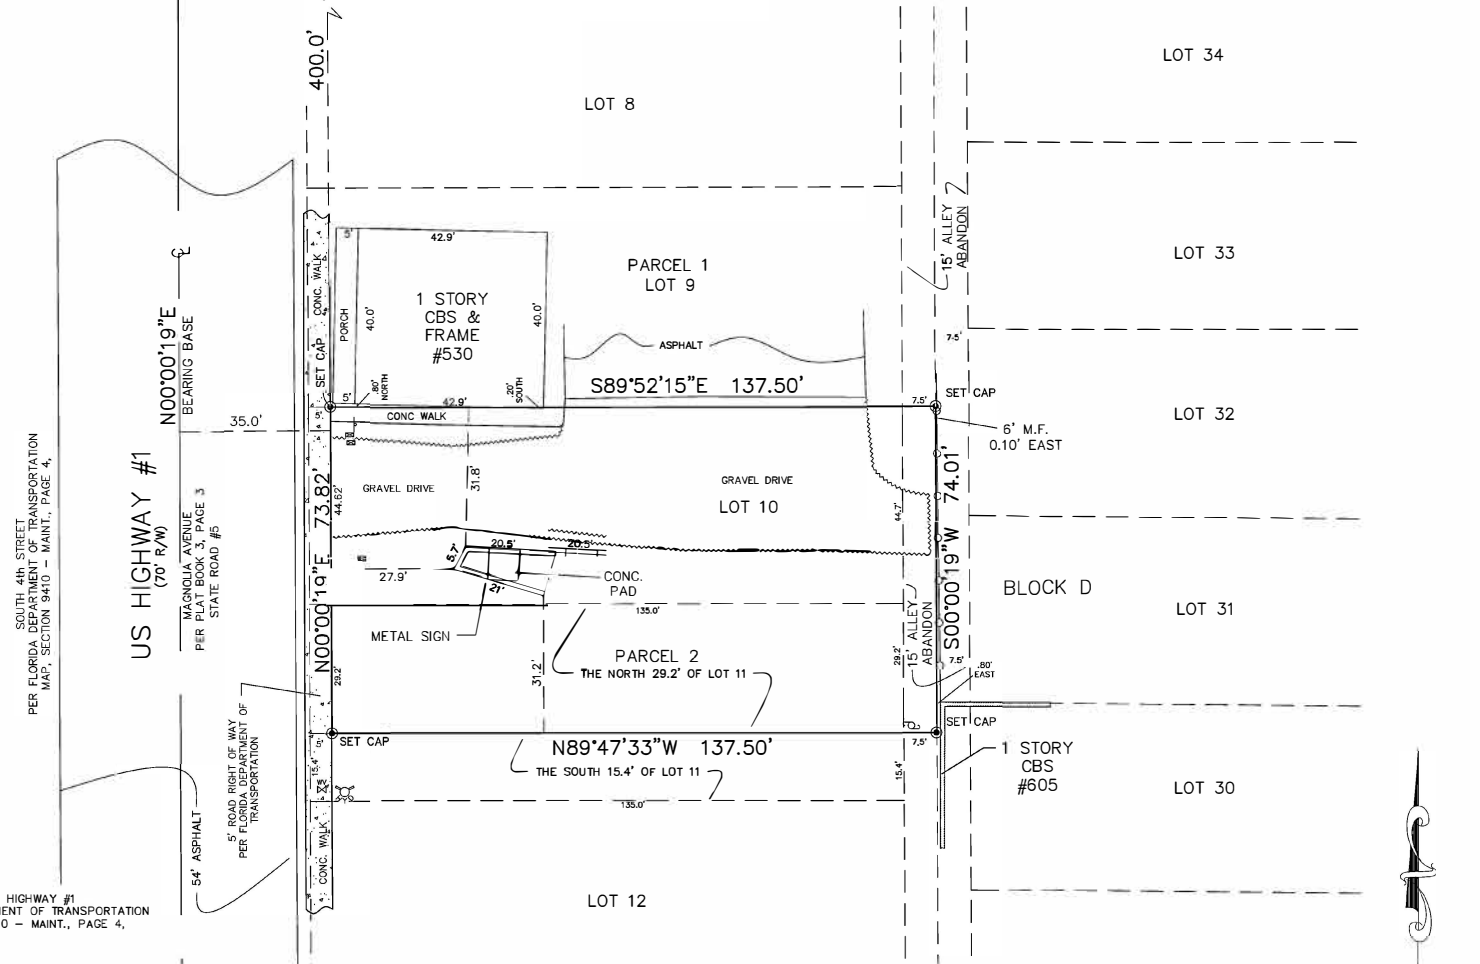 400.0'
LOT 8
LOT 34
15' ALLEY
ABANDON
LOT 33
5'
42.9'
PARCEL 1
LOT 9
CONC. WALK
PORCH
40.0'
1 STORY
CBS &
FRAME
#530
40.0'
ASPHALT
7.5'
N00°00'19"E
BEARING BASE
SET CAP
.80'
NORTH
.20'
SOUTH
S89°52'15"E 137.50'
7.5'
SET CAP
5'
42.9'
5'
CONC WALK
35.0'
LOT 32
6' M.F.
0.10' EAST
SOUTH 4th STREET
PER FLORIDA DEPARTMENT OF TRANSPORTATION
MAP, SECTION 9410 - MAINT., PAGE 4,
US HIGHWAY #1
(70' R/W)
MAGNOLIA AVENUE
PER PLAT BOOK 3, PAGE 3
STATE ROAD #5
N00°00'19"E 73.82'
44.62'
GRAVEL DRIVE
31.8'
GRAVEL DRIVE
LOT 10
44.7'
S00°00'19"W 74.01'
20.5'
20.5'
5.7'
27.9'
21'
CONC.
PAD
METAL SIGN
BLOCK D
LOT 31
135.0'
PARCEL 2
THE NORTH 29.2' OF LOT 11
29.2'
31.2'
29.2'
15' ALLEY
ABANDON
7.5'
.80'
EAST
5' ROAD RIGHT OF WAY
PER FLORIDA DEPARTMENT OF
TRANSPORTATION
5'
SET CAP
N89°47'33"W 137.50'
7.5'
SET CAP
THE SOUTH 15.4' OF LOT 11
15.4'
15.4'
135.0'
1 STORY
CBS
#605
LOT 30
54' ASPHALT
CONC. WALK
LOT 12
HIGHWAY #1
MENT OF TRANSPORTATION
0 - MAINT., PAGE 4,